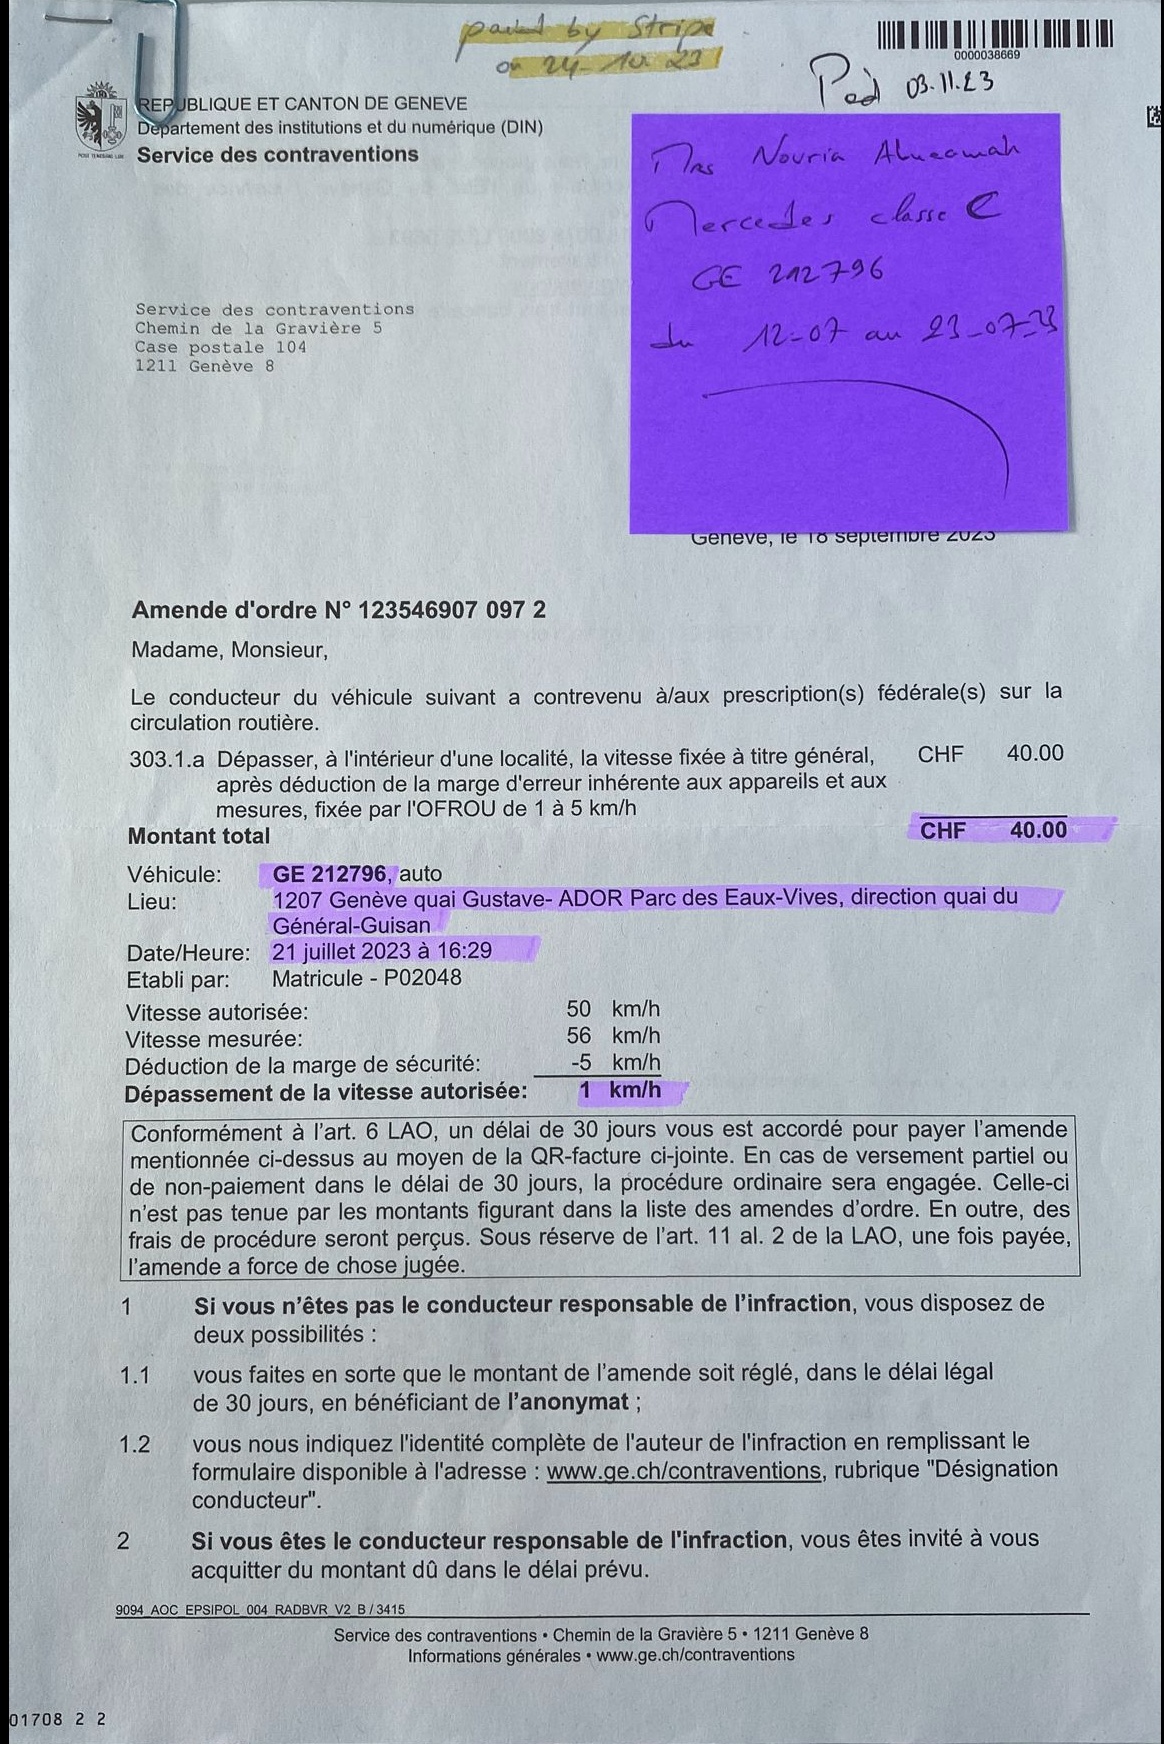 paid by Stripe
on 24-10-23
0000038669
Pad 03.11.23
REPUBLIQUE ET CANTON DE GENEVE
Département des institutions et du numérique (DIN)
Service des contraventions
POST TENEBRAS LUX
Mrs Nouria
Mercedes classe C
GE 212796
du 12-07 au 23-07-23
Service des contraventions
Chemin de la Gravière 5
Case postale 104
1211 Genève 8
Genève, le 18 septembre 2023
Amende d'ordre N° 123546907 097 2
Madame, Monsieur,
Le conducteur du véhicule suivant a contrevenu à/aux prescription(s) fédérale(s) sur la
circulation routière.
303.1.a Dépasser, à l'intérieur d'une localité, la vitesse fixée à titre général, CHF 40.00
après déduction de la marge d'erreur inhérente aux appareils et aux
mesures, fixée par l'OFROU de 1 à 5 km/h
Montant total CHF 40.00
Véhicule: GE 212796, auto
Lieu: 1207 Genève quai Gustave- ADOR Parc des Eaux-Vives, direction quai du
Général-Guisan
Date/Heure: 21 juillet 2023 à 16:29
Etabli par: Matricule - P02048
Vitesse autorisée: 50 km/h
Vitesse mesurée: 56 km/h
Déduction de la marge de sécurité: -5 km/h
Dépassement de la vitesse autorisée: 1 km/h
Conformément à l'art. 6 LAO, un délai de 30 jours vous est accordé pour payer l'amende
mentionnée ci-dessus au moyen de la QR-facture ci-jointe. En cas de versement partiel ou
de non-paiement dans le délai de 30 jours, la procédure ordinaire sera engagée. Celle-ci
n'est pas tenue par les montants figurant dans la liste des amendes d'ordre. En outre, des
frais de procédure seront perçus. Sous réserve de l'art. 11 al. 2 de la LAO, une fois payée,
l'amende a force de chose jugée.
1 Si vous n'êtes pas le conducteur responsable de l'infraction, vous disposez de
deux possibilités :
1.1 vous faites en sorte que le montant de l'amende soit réglé, dans le délai légal
de 30 jours, en bénéficiant de l'anonymat ;
1.2 vous nous indiquez l'identité complète de l'auteur de l'infraction en remplissant le
formulaire disponible à l'adresse : www.ge.ch/contraventions, rubrique "Désignation
conducteur".
2 Si vous êtes le conducteur responsable de l'infraction, vous êtes invité à vous
acquitter du montant dû dans le délai prévu.
9094_AOC_EPSIPOL_004_RADBVR_V2_B / 3415
Service des contraventions • Chemin de la Gravière 5 • 1211 Genève 8
Informations générales • www.ge.ch/contraventions
01708 2 2